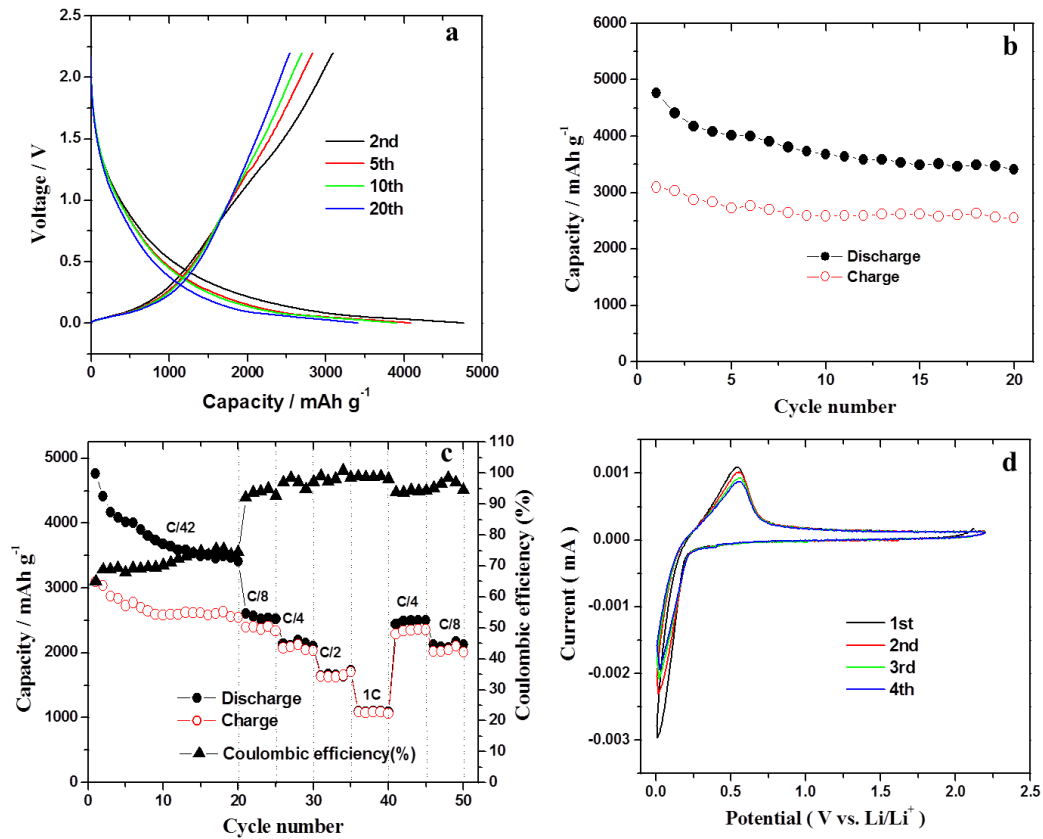 a
2.5
2.0
1.5
1.0
0.5
0.0
Voltage / V
2nd
5th
10th
20th
0 1000 2000 3000 4000 5000
Capacity / mAh g-1
b
6000
5000
4000
3000
2000
1000
0
Capacity / mAh g-1
Discharge
Charge
0 5 10 15 20
Cycle number
c
5000
4000
3000
2000
1000
0
Capacity / mAh g-1
110
100
90
80
70
60
50
40
30
20
10
0
Coulombic efficiency (%)
C/42
C/8
C/4
C/2
1C
C/4
C/8
Discharge
Charge
Coulombic efficiency(%)
0 10 20 30 40 50
Cycle number
d
0.001
0.000
-0.001
-0.002
-0.003
Current ( mA )
1st
2nd
3rd
4th
0.0 0.5 1.0 1.5 2.0 2.5
Potential ( V vs. Li/Li+ )